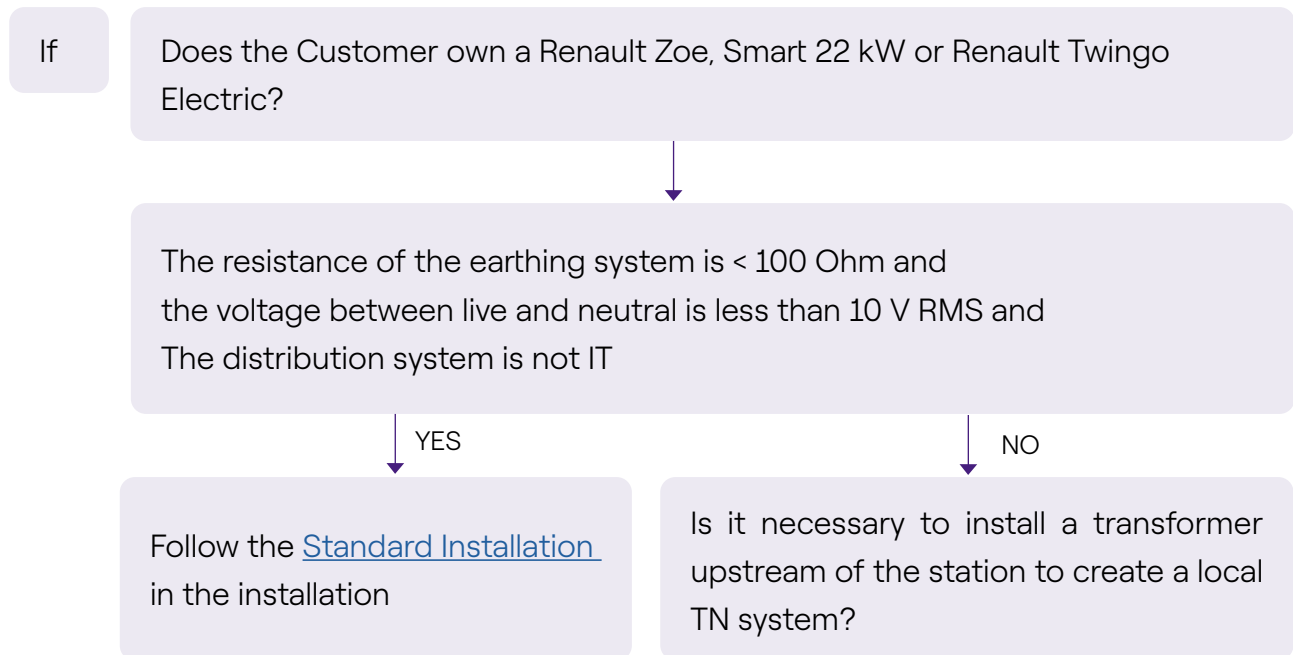 If
Does the Customer own a Renault Zoe, Smart 22 kW or Renault Twingo
Electric?
The resistance of the earthing system is < 100 Ohm and
the voltage between live and neutral is less than 10 V RMS and
The distribution system is not IT
YES
NO
Follow the Standard Installation
in the installation
Is it necessary to install a transformer
upstream of the station to create a local
TN system?